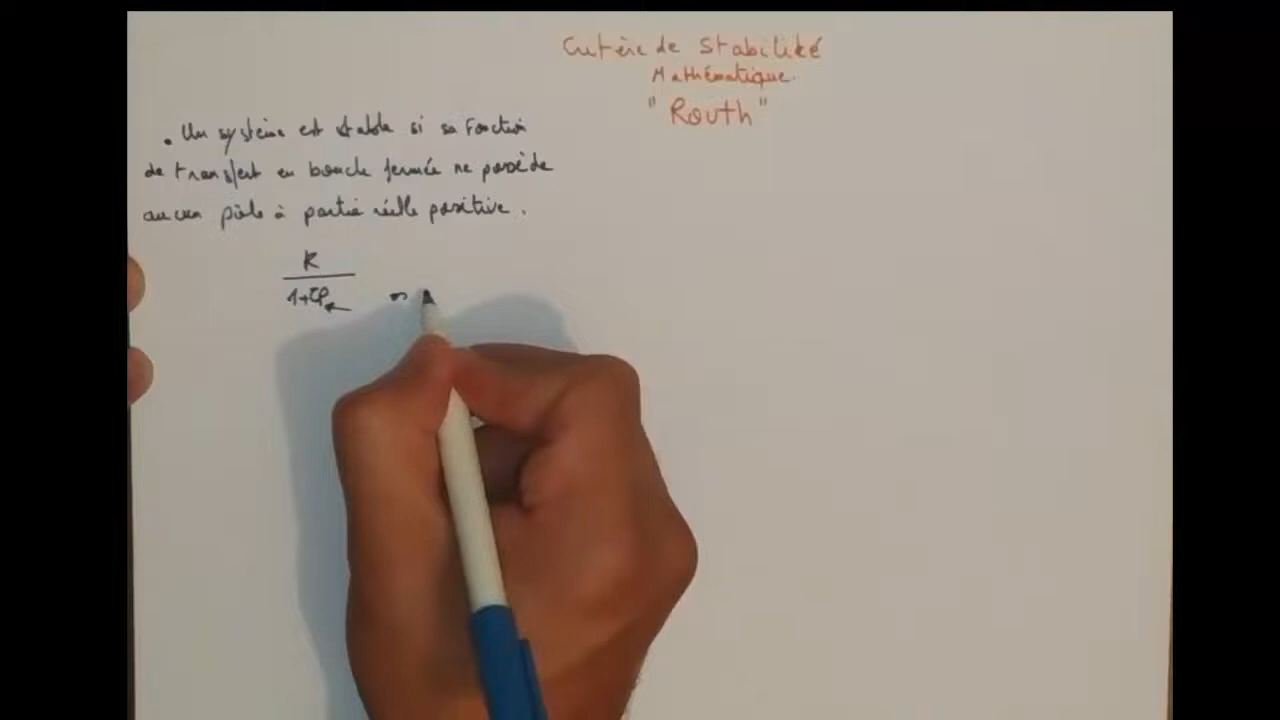 Critère de Stabilité
Mathématique.
"Routh"
. Un système est stable si sa Fonction
de transfert en boucle fermée ne possède
aucun pôle à partie réelle positive.
K
1+τp